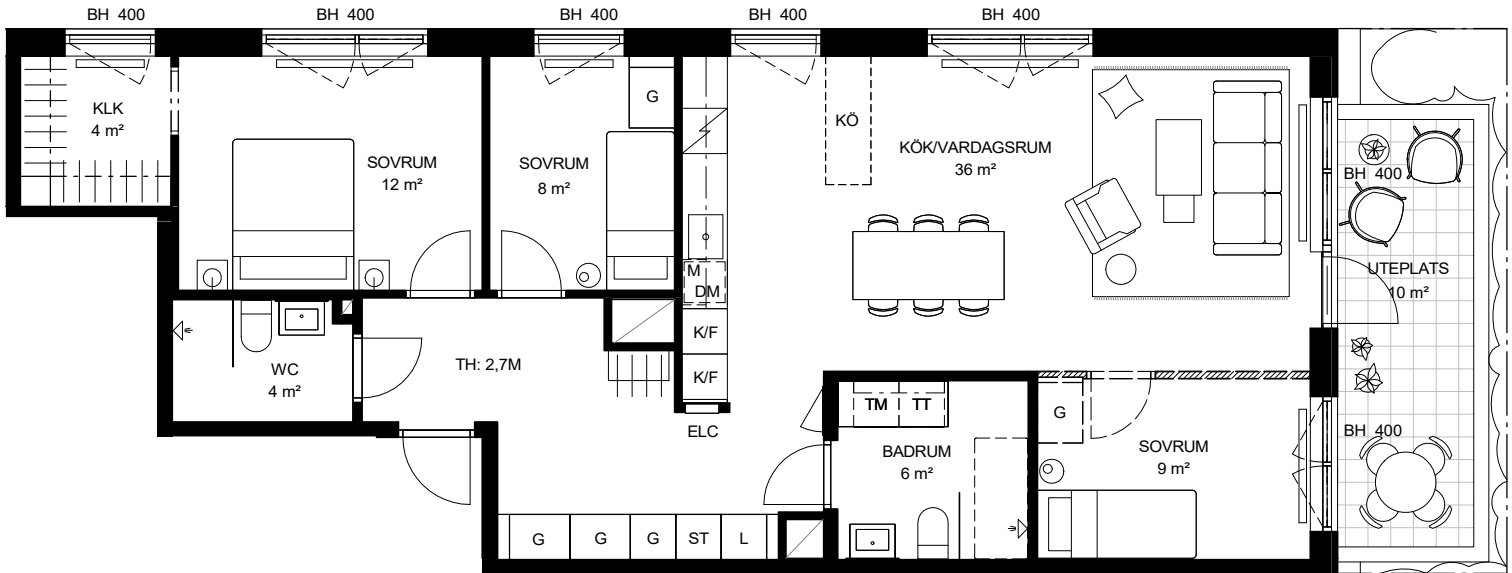 BH 400
BH 400
BH 400
BH 400
BH 400
KLK
4 m²
SOVRUM
12 m²
SOVRUM
8 m²
G
KÖ
KÖK/VARDAGSRUM
36 m²
BH 400
UTEPLATS
10 m²
M
DM
K/F
K/F
ELC
WC
4 m²
TH: 2,7M
TM
TT
BADRUM
6 m²
G
SOVRUM
9 m²
BH 400
G
G
G
ST
L